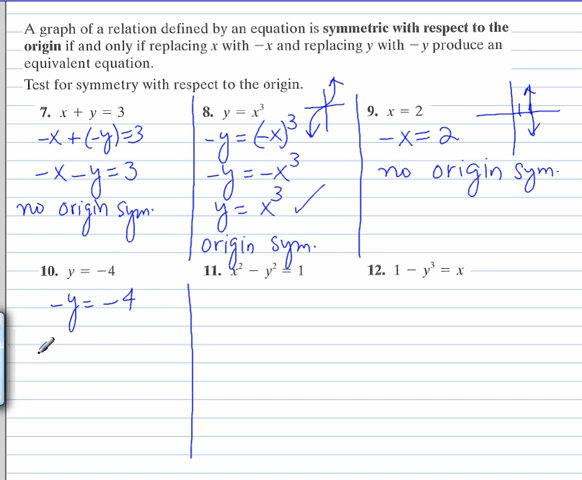 A graph of a relation defined by an equation is symmetric with respect to the
origin if and only if replacing x with −x and replacing y with −y produce an
equivalent equation.
Test for symmetry with respect to the origin.
7. x + y = 3
-x+(-y)=3
-x-y=3
no origin sym.
8. y = x³
-y=(-x)³
-y=-x³
y=x³ ✓
origin sym.
9. x = 2
-x=2
no origin sym.
10. y = −4
-y=-4
11. x² − y² = 1
12. 1 − y³ = x